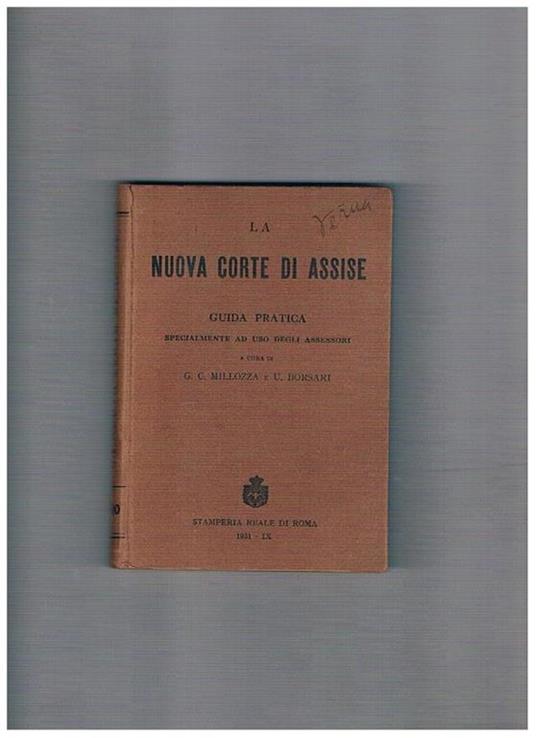 LA
NUOVA CORTE DI ASSISE
GUIDA PRATICA
SPECIALMENTE AD USO DEGLI ASSESSORI
A CURA DI
G. C. MILLOZZA E U. BORSARI
STAMPERIA REALE DI ROMA
1931 - IX